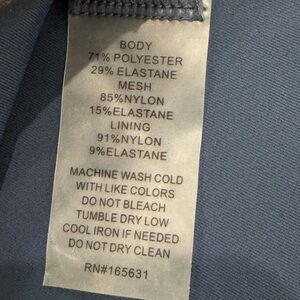 BODY
71% POLYESTER
29% ELASTANE
MESH
85%NYLON
15%ELASTANE
LINING
91%NYLON
9%ELASTANE
MACHINE WASH COLD
WITH LIKE COLORS
DO NOT BLEACH
TUMBLE DRY LOW
COOL IRON IF NEEDED
DO NOT DRY CLEAN
RN#165631